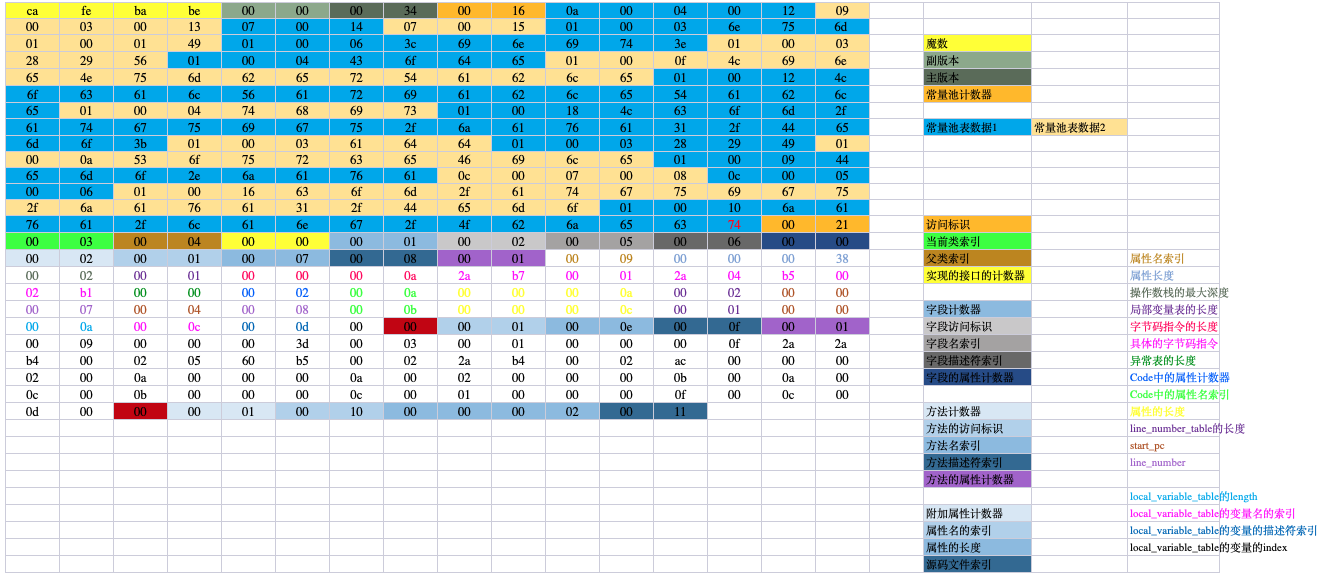 ca fe ba be 00 00 00 34 00 16 0a 00 04 00 12 09
00 03 00 13 07 00 14 07 00 15 01 00 03 6e 75 6d
01 00 01 49 01 00 06 3c 69 6e 69 74 3e 01 00 03 魔数
28 29 56 01 00 04 43 6f 64 65 01 00 0f 4c 69 6e 副版本
65 4e 75 6d 62 65 72 54 61 62 6c 65 01 00 12 4c 主版本
6f 63 61 6c 56 61 72 69 61 62 6c 65 54 61 62 6c 常量池计数器
65 01 00 04 74 68 69 73 01 00 18 4c 63 6f 6d 2f
61 74 67 75 69 67 75 2f 6a 61 76 61 31 2f 44 65 常量池表数据1 常量池表数据2
6d 6f 3b 01 00 03 61 64 64 01 00 03 28 29 49 01
00 0a 53 6f 75 72 63 65 46 69 6c 65 01 00 09 44
65 6d 6f 2e 6a 61 76 61 0c 00 07 00 08 0c 00 05
00 06 01 00 16 63 6f 6d 2f 61 74 67 75 69 67 75
2f 6a 61 76 61 31 2f 44 65 6d 6f 01 00 10 6a 61
76 61 2f 6c 61 6e 67 2f 4f 62 6a 65 63 74 00 21 访问标识
00 03 00 04 00 00 00 01 00 02 00 05 00 06 00 00 当前类索引
00 02 00 01 00 07 00 08 00 01 00 09 00 00 00 38 父类索引 属性名索引
00 02 00 01 00 00 00 0a 2a b7 00 01 2a 04 b5 00 实现的接口的计数器 属性长度
02 b1 00 00 00 02 00 0a 00 00 00 0a 00 02 00 00 操作数栈的最大深度
00 07 00 04 00 08 00 0b 00 00 00 0c 00 01 00 00 字段计数器 局部变量表的长度
00 0a 00 0c 00 0d 00 00 00 01 00 0e 00 0f 00 01 字段访问标识 字节码指令的长度
00 09 00 00 00 3d 00 03 00 01 00 00 00 0f 2a 2a 字段名索引 具体的字节码指令
b4 00 02 05 60 b5 00 02 2a b4 00 02 ac 00 00 00 字段描述符索引 异常表的长度
02 00 0a 00 00 00 0a 00 02 00 00 00 0b 00 0a 00 字段的属性计数器 Code中的属性计数器
0c 00 0b 00 00 00 0c 00 01 00 00 00 0f 00 0c 00 Code中的属性名索引
0d 00 00 00 01 00 10 00 00 00 02 00 11 方法计数器 属性的长度
方法的访问标识 line_number_table的长度
方法名索引 start_pc
方法描述符索引 line_number
方法的属性计数器
local_variable_table的length
附加属性计数器 local_variable_table的变量名的索引
属性名的索引 local_variable_table的变量的描述符索引
属性的长度 local_variable_table的变量的index
源码文件索引